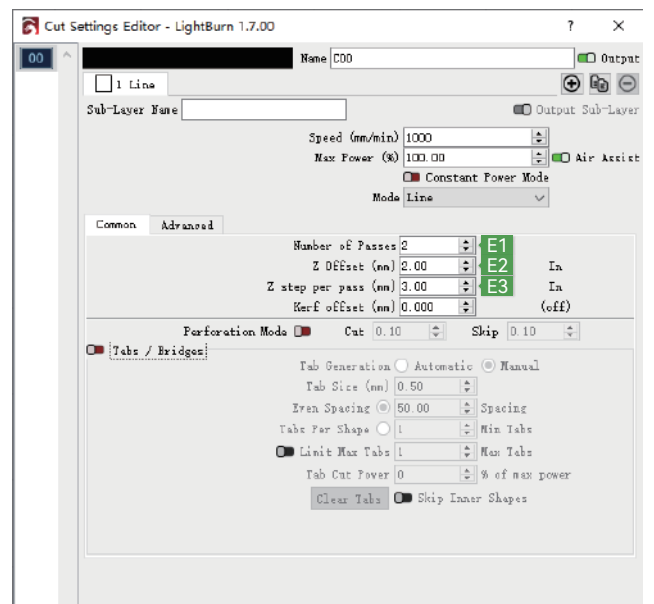 Cut Settings Editor - LightBurn 1.7.00 ? ×
00 Name C00 Output
1 Line
Sub-Layer Name Output Sub-Layer
Speed (mm/min) 1000
Max Power (%) 100.00 Air Assist
Constant Power Mode
Mode Line
Common Advanced
Number of Passes 2 E1
Z Offset (mm) 2.00 E2 In
Z step per pass (mm) 3.00 E3 In
Kerf offset (mm) 0.000 (off)
Perforation Mode Cut 0.10 Skip 0.10
Tabs / Bridges
Tab Generation Automatic Manual
Tab Size (mm) 0.50
Even Spacing 50.00 Spacing
Tabs Per Shape 1 Min Tabs
Limit Max Tabs 1 Max Tabs
Tab Cut Power 0 % of max power
Clear Tabs Skip Inner Shapes